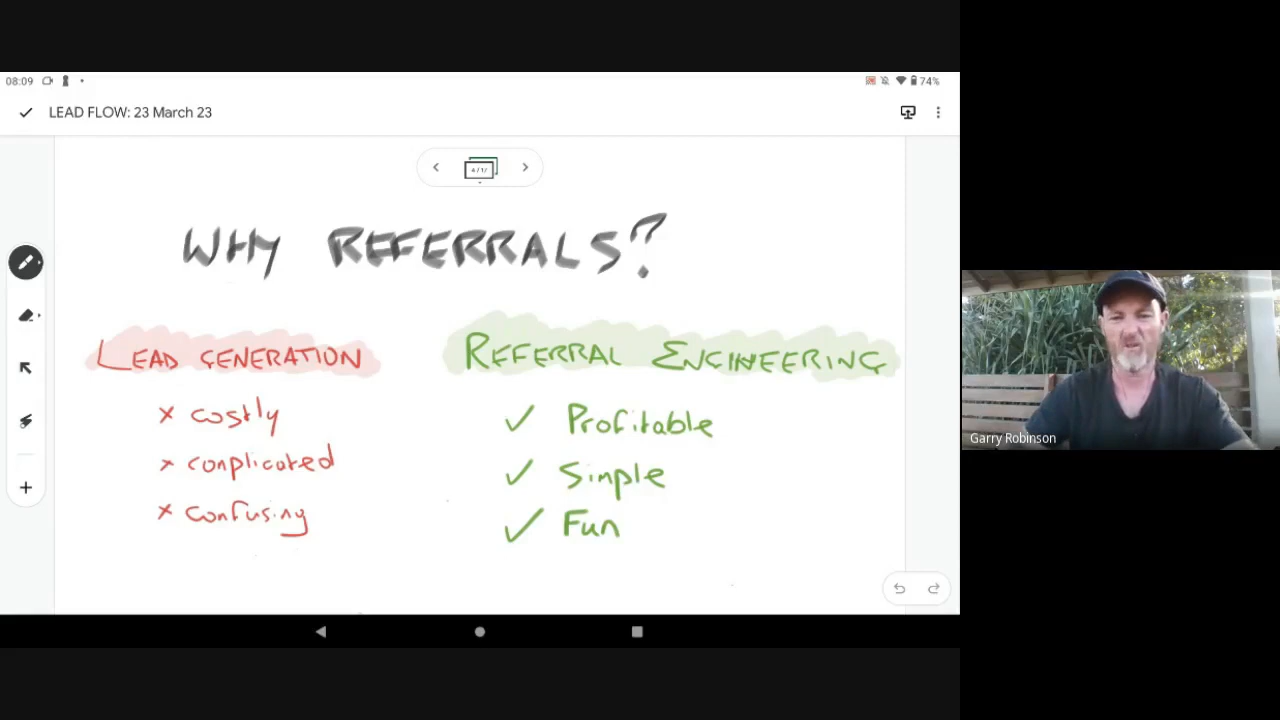 08:09
74%
LEAD FLOW: 23 March 23
WHY REFERRALS?
LEAD GENERATION
x costly
x conplicated
x confusing
REFERRAL ENGINEERING
✓ Profitable
✓ Simple
✓ Fun
Garry Robinson